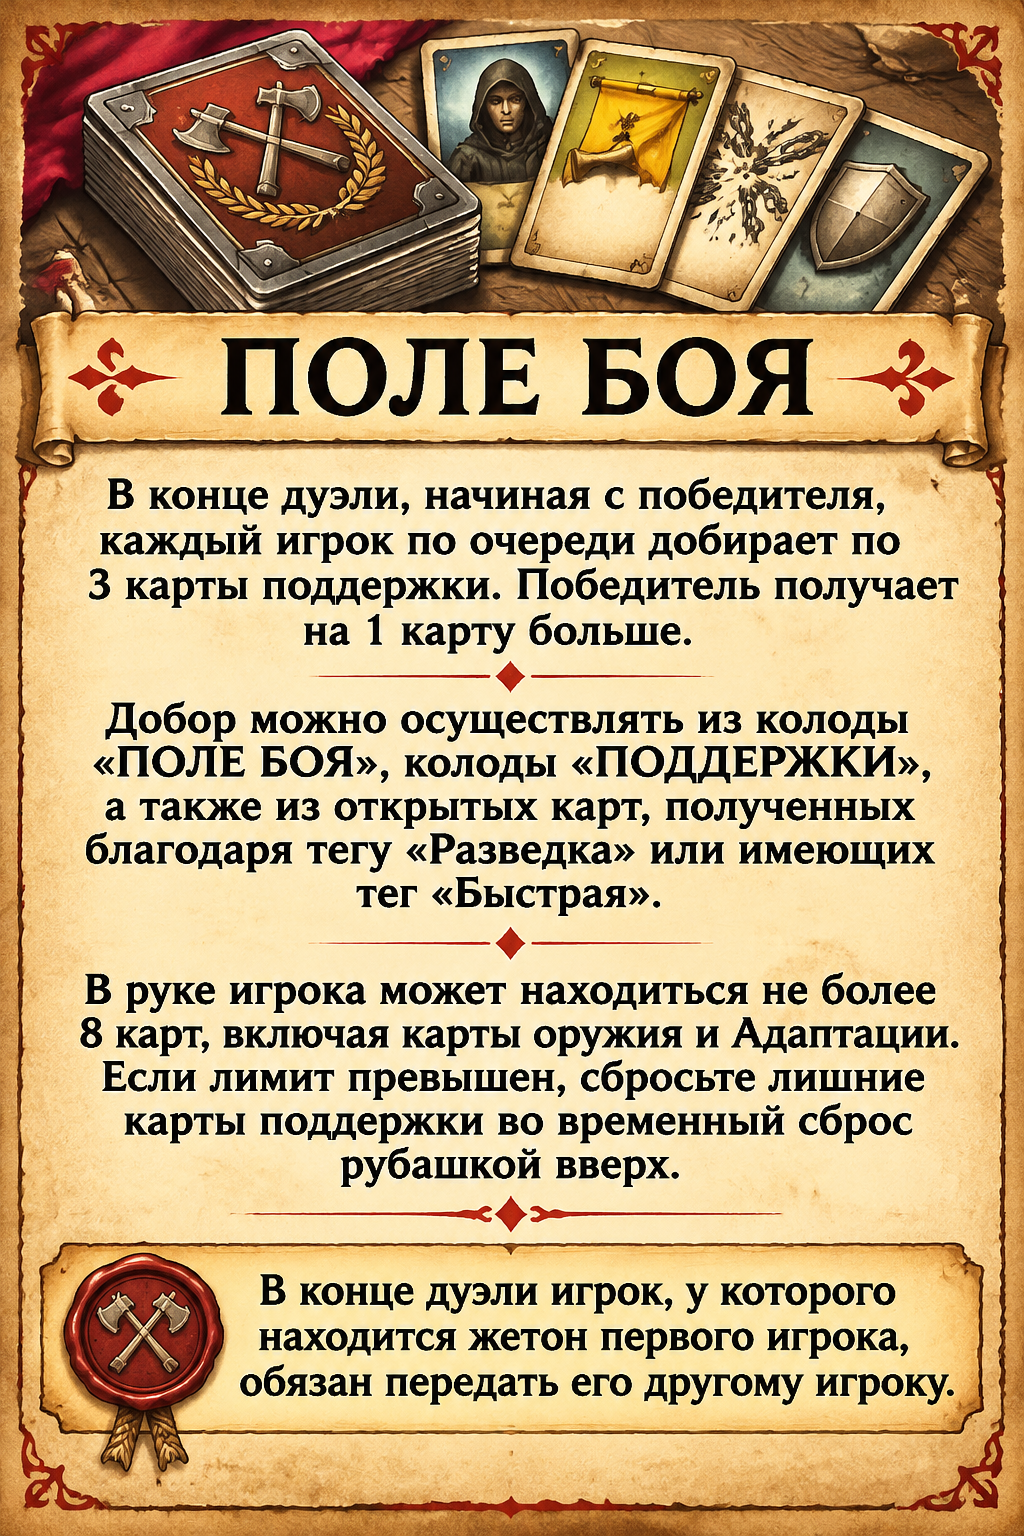 ПОЛЕ БОЯ
В конце дуэли, начиная с победителя,
каждый игрок по очереди добирает по
3 карты поддержки. Победитель получает
на 1 карту больше.
Добор можно осуществлять из колоды
«ПОЛЕ БОЯ», колоды «ПОДДЕРЖКИ»,
а также из открытых карт, полученных
благодаря тегу «Разведка» или имеющих
тег «Быстрая».
В руке игрока может находиться не более
8 карт, включая карты оружия и Адаптации.
Если лимит превышен, сбросьте лишние
карты поддержки во временный сброс
рубашкой вверх.
В конце дуэли игрок, у которого
находится жетон первого игрока,
обязан передать его другому игроку.